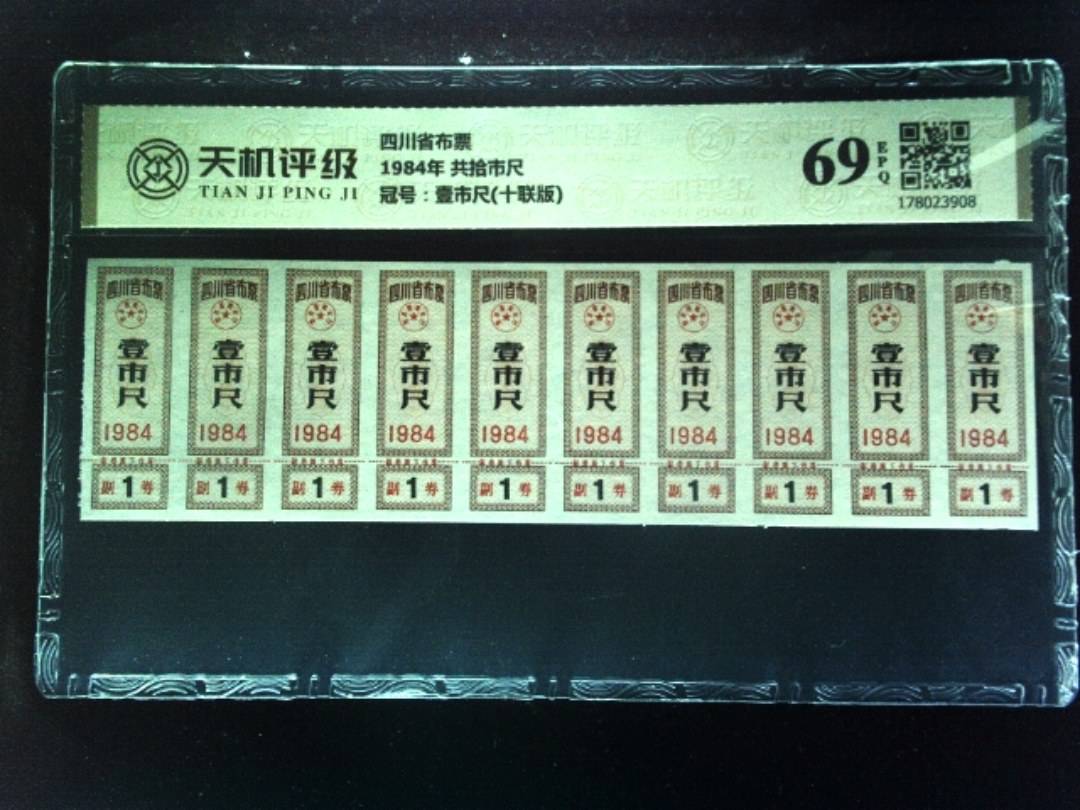 天机评级
TIAN JI PING JI
四川省布票
1984年 共拾市尺
冠号：壹市尺(十联版)
69
EPQ
178023908
四川省布票 四川省布票 四川省布票 四川省布票 四川省布票 四川省布票 四川省布票 四川省布票 四川省布票 四川省布票
壹市尺 壹市尺 壹市尺 壹市尺 壹市尺 壹市尺 壹市尺 壹市尺 壹市尺 壹市尺
1984 1984 1984 1984 1984 1984 1984 1984 1984 1984
副1券 副1券 副1券 副1券 副1券 副1券 副1券 副1券 副1券 副1券